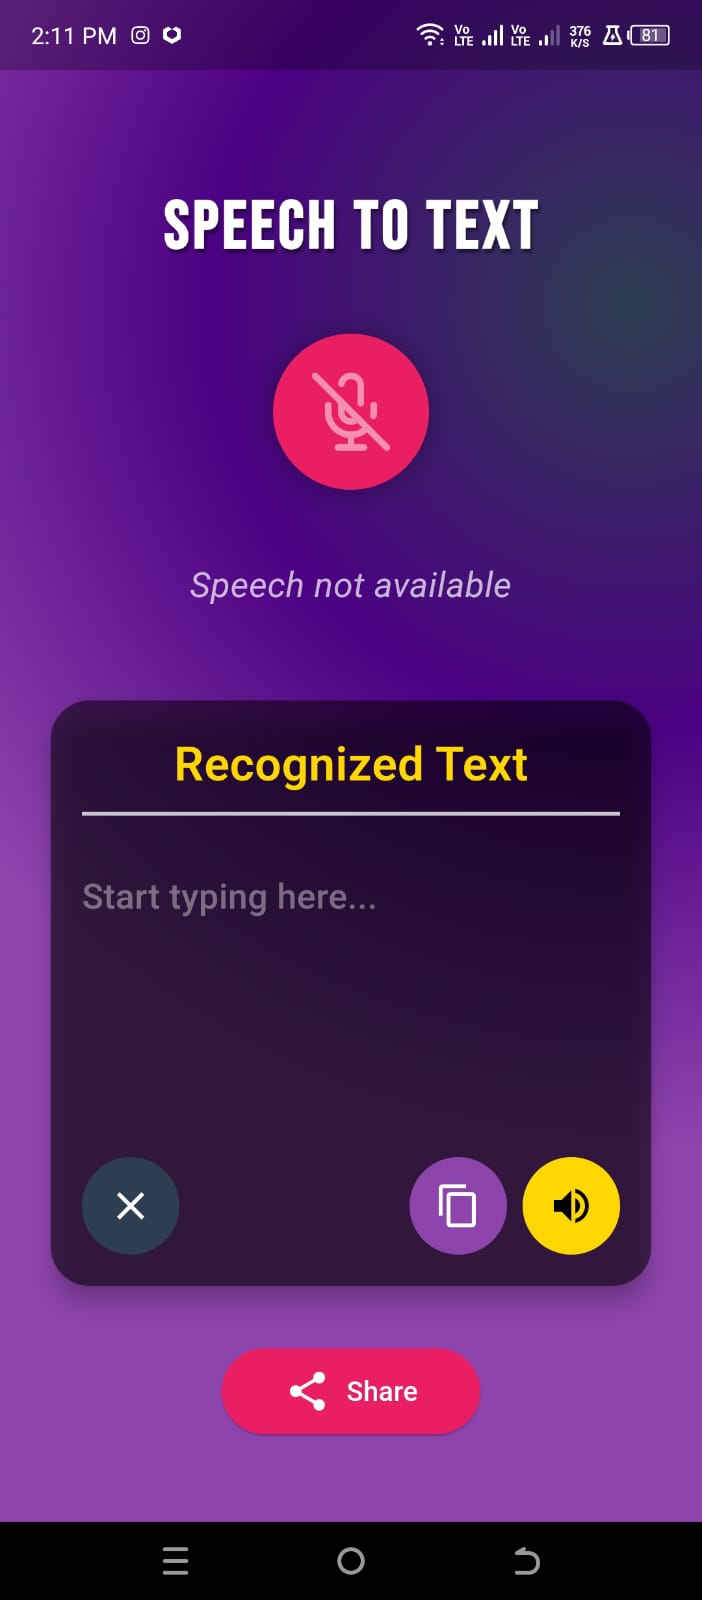 2:11 PM
Vo LTE Vo LTE 376 K/S 81
SPEECH TO TEXT
Speech not available
Recognized Text
Start typing here...
Share